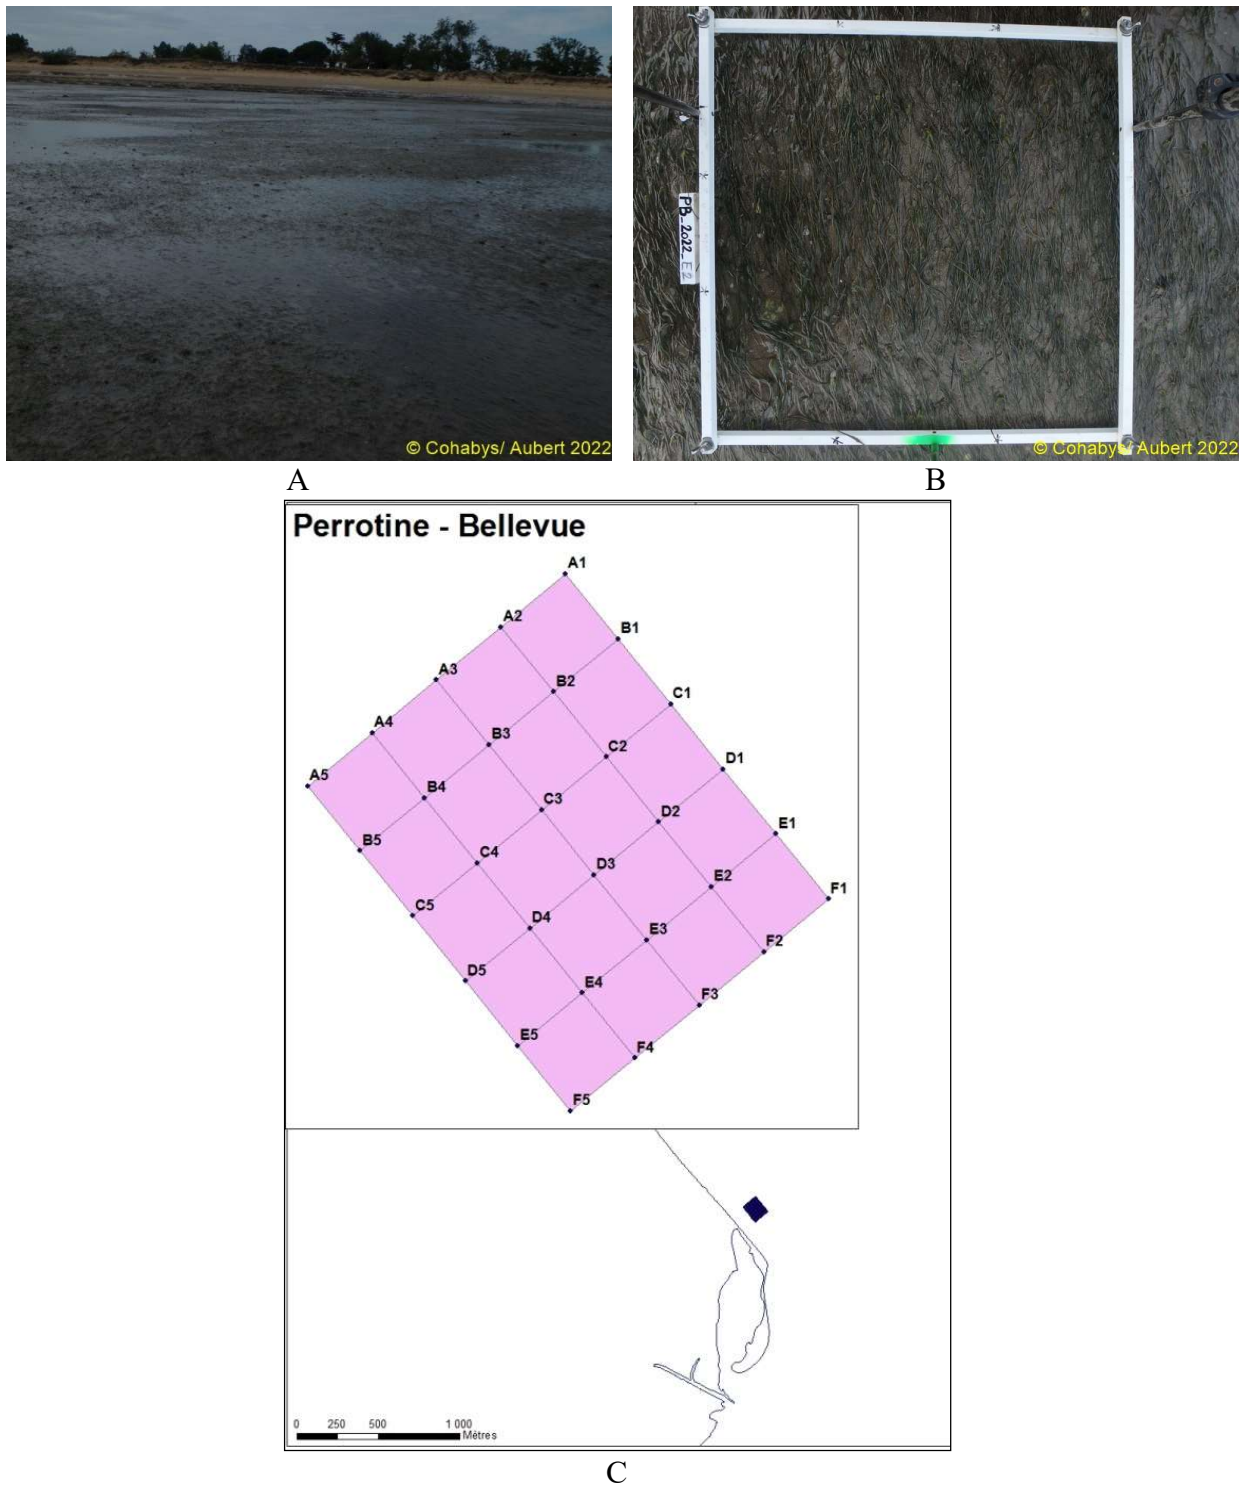 © Cohabys/ Aubert 2022
PB_2022_E2
© Cohabys/ Aubert 2022
A
B
Perrotine - Bellevue
A1
A2
B1
A3
B2
C1
A4
B3
C2
D1
A5
B4
C3
D2
E1
B5
C4
D3
E2
F1
C5
D4
E3
F2
D5
E4
F3
E5
F4
F5
0 250 500 1 000
Mètres
C